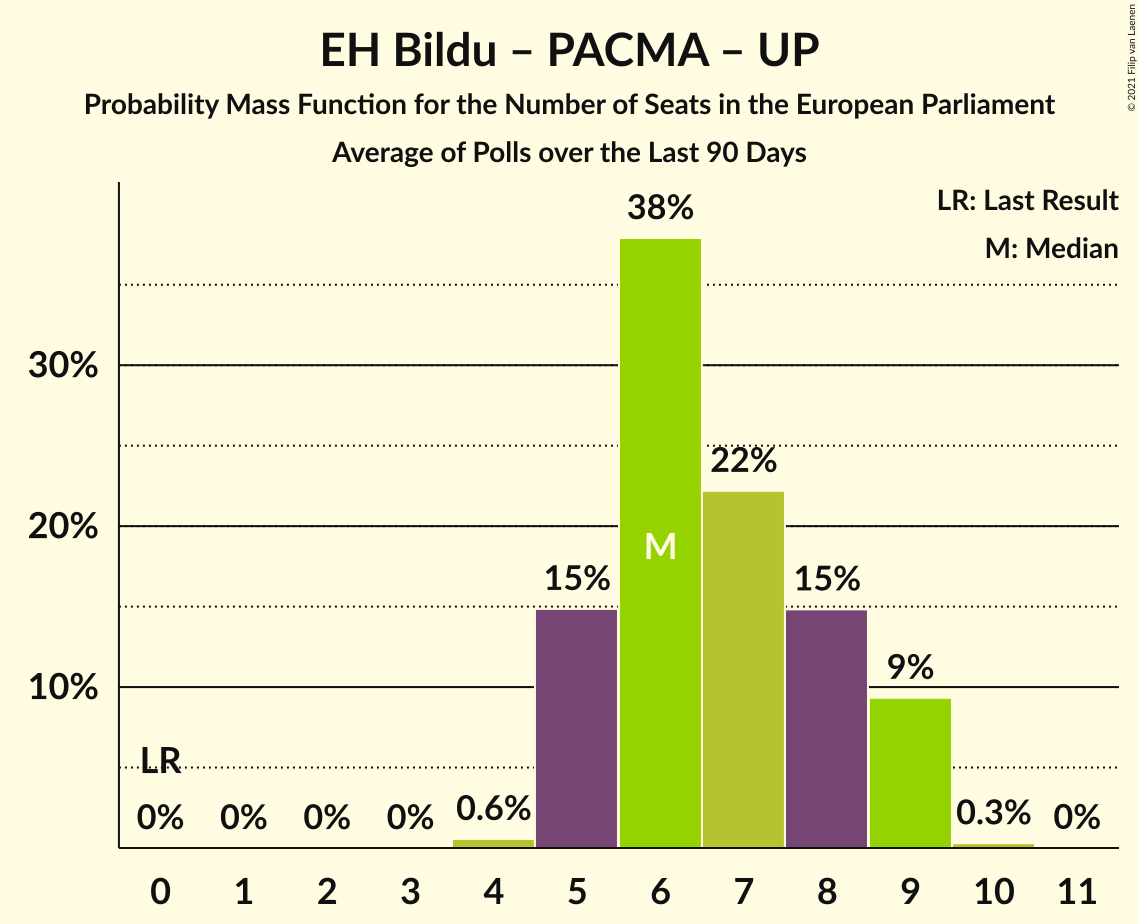 EH Bildu – PACMA – UP
Probability Mass Function for the Number of Seats in the European Parliament
Average of Polls over the Last 90 Days
© 2021 Filip van Laenen
LR: Last Result
M: Median
38%
30%
22%
20%
M
15%
15%
9%
10%
LR
0%
0%
0%
0%
0.6%
0.3%
0%
0 1 2 3 4 5 6 7 8 9 10 11